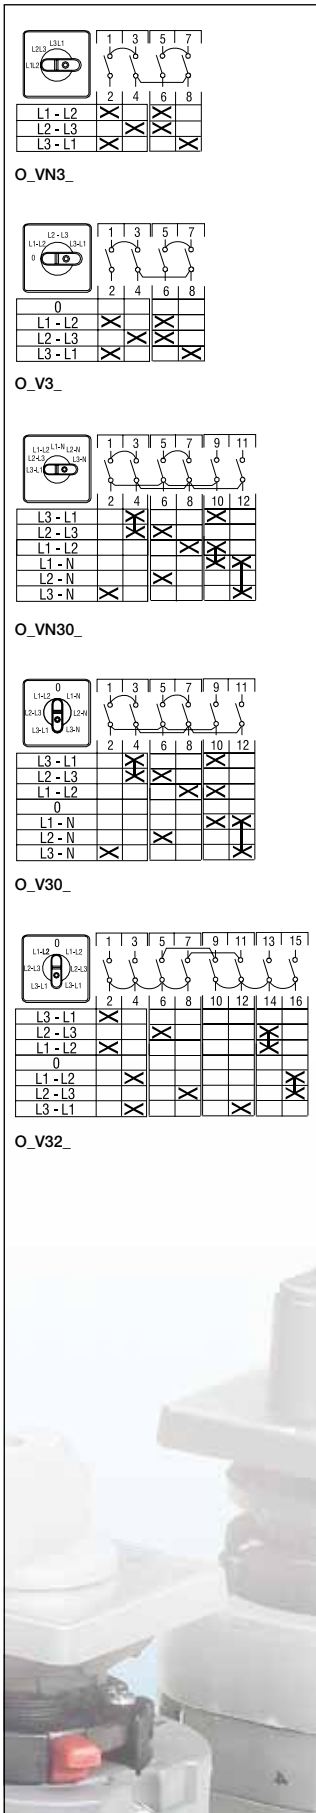 L3L1
L2L3
L1L2
1 3 5 7
2 4 6 8
L1 - L2
L2 - L3
L3 - L1
O_VN3_
L2 - L3
L1-L2 L3-L1
0
1 3 5 7
2 4 6 8
0
L1 - L2
L2 - L3
L3 - L1
O_V3_
L1-L2 L1-N L2-N
L2-L3 L3-N
L3-L1
1 3 5 7 9 11
2 4 6 8 10 12
L3 - L1
L2 - L3
L1 - L2
L1 - N
L2 - N
L3 - N
O_VN30_
0
L1-L2 L1-N
L2-L3 L2-N
L3-L1 L3-N
1 3 5 7 9 11
2 4 6 8 10 12
L3 - L1
L2 - L3
L1 - L2
0
L1 - N
L2 - N
L3 - N
O_V30_
0
L1-L2 L1-L2
L2-L3 L2-L3
L3-L1 L3-L1
1 3 5 7 9 11 13 15
2 4 6 8 10 12 14 16
L3 - L1
L2 - L3
L1 - L2
0
L1 - L2
L2 - L3
L3 - L1
O_V32_